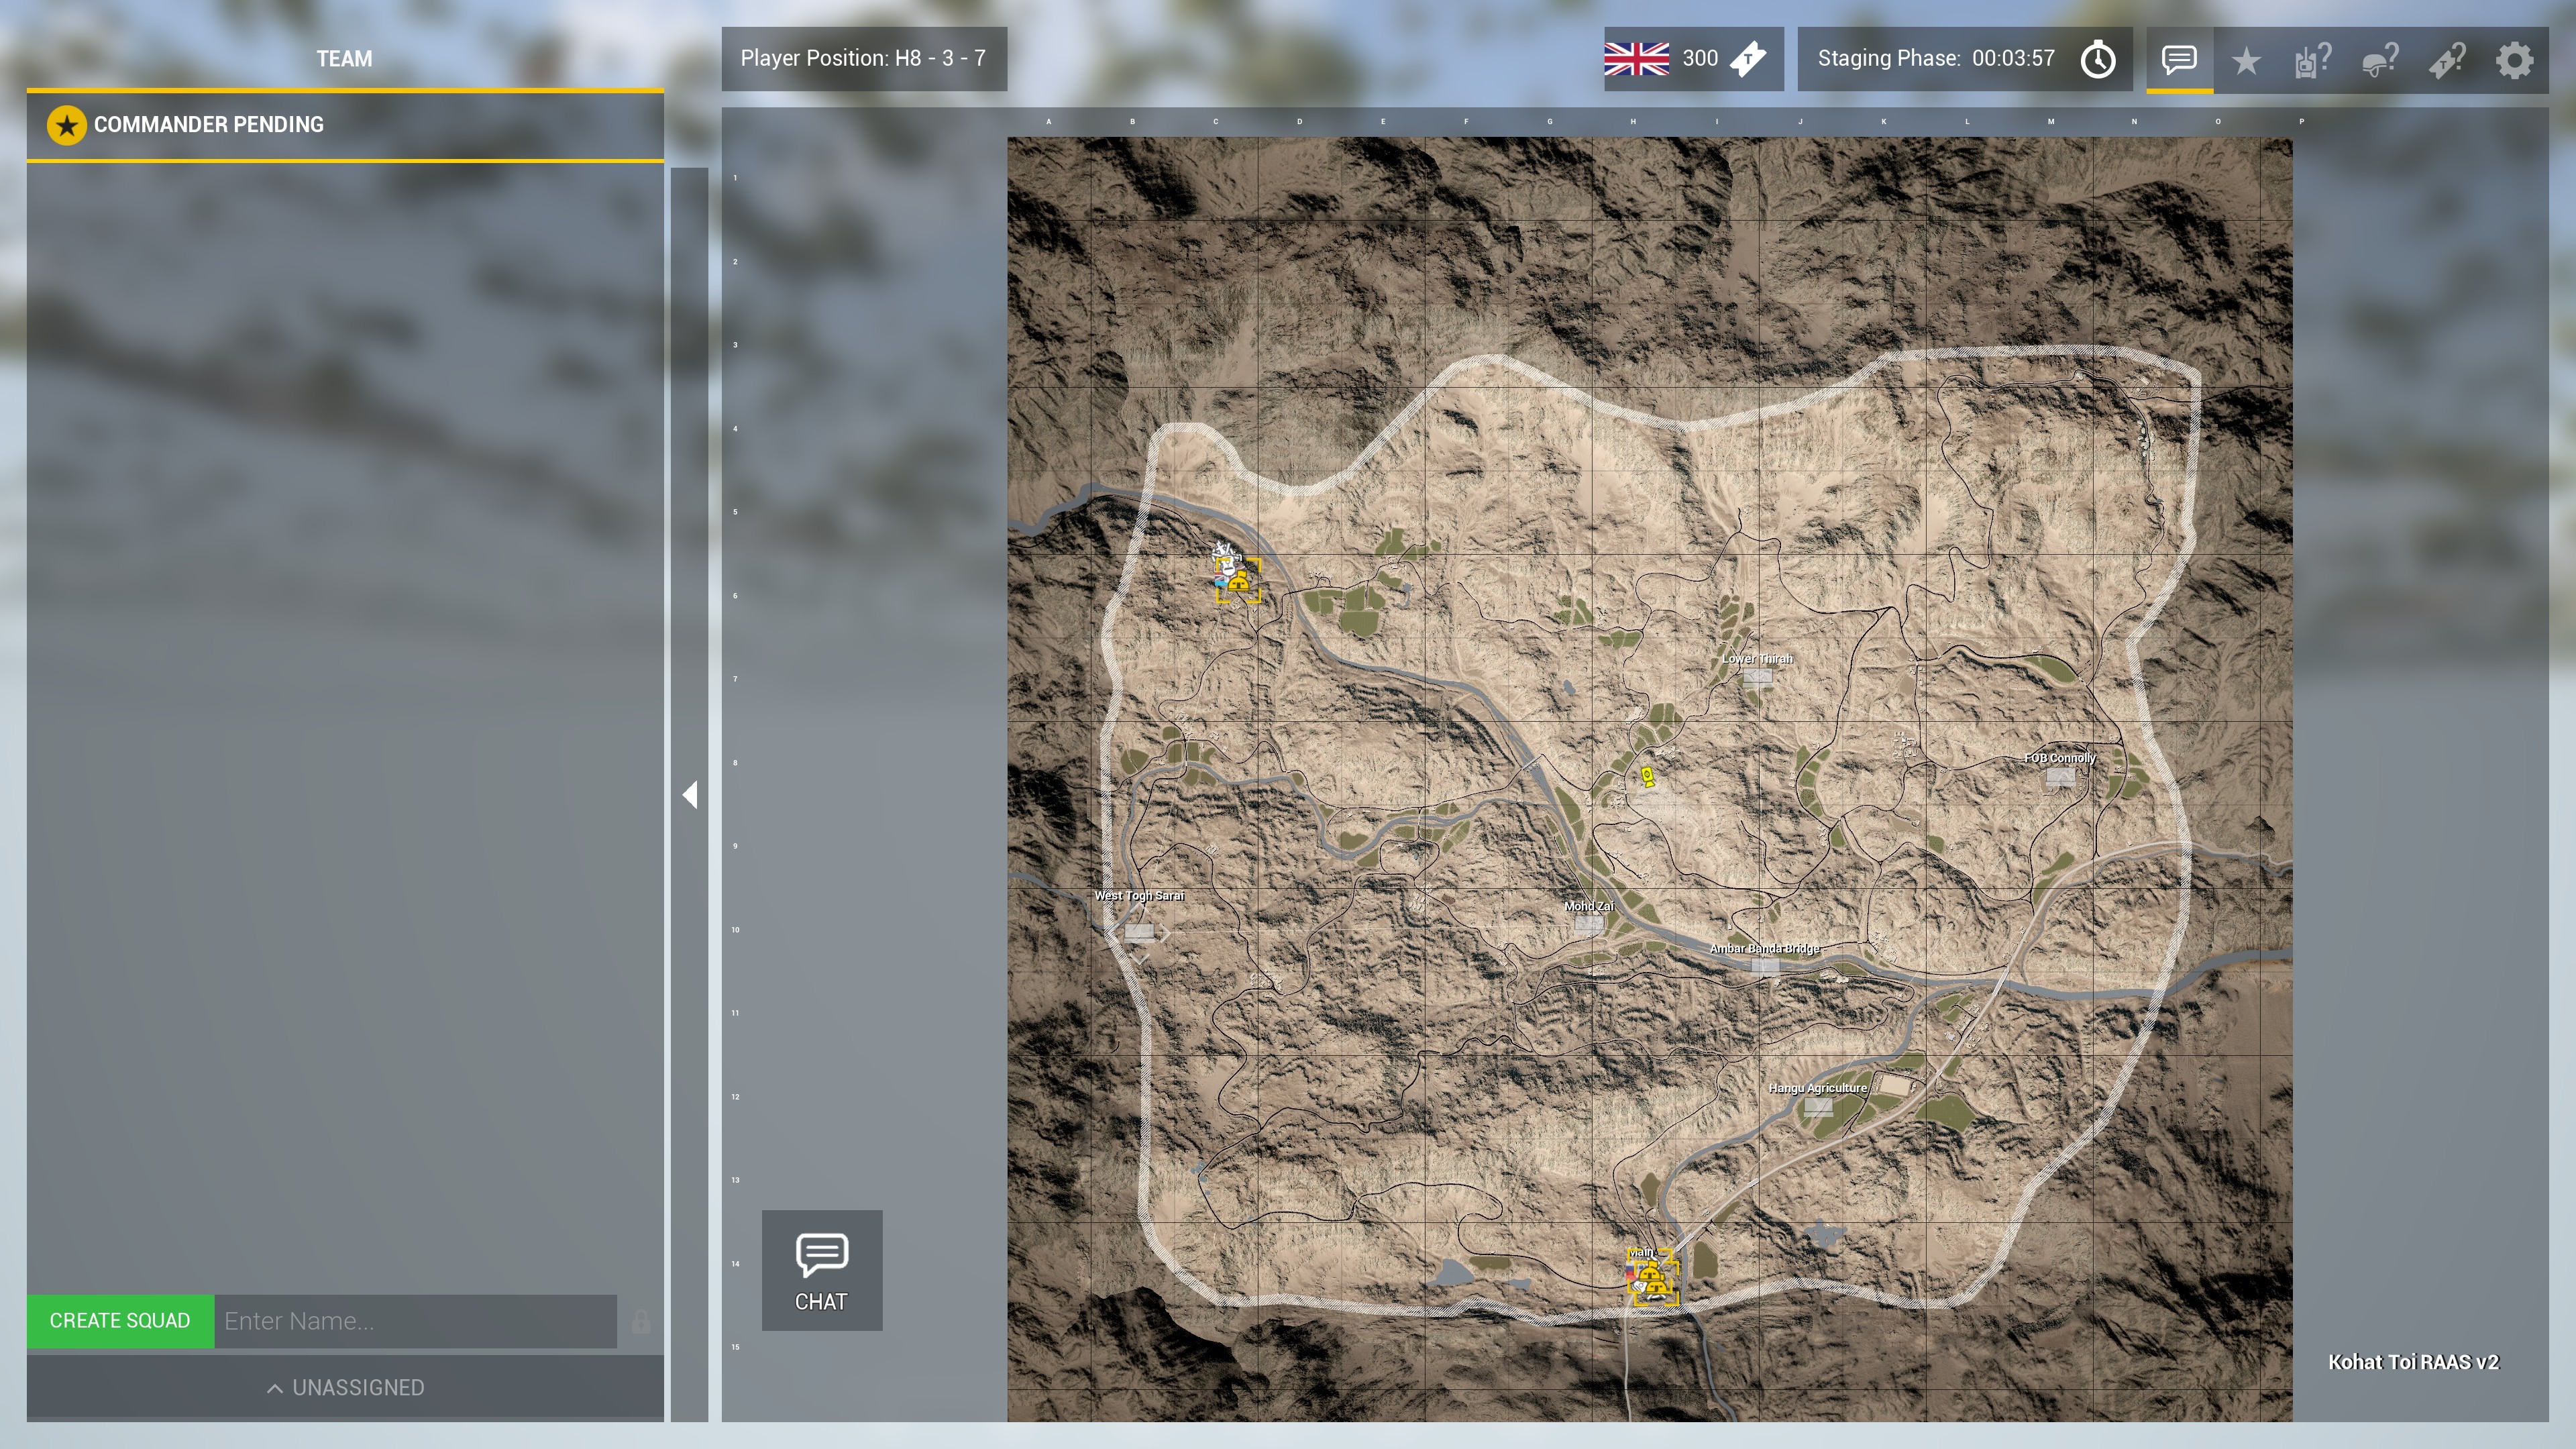 TEAM
Player Position: H8 - 3 - 7
300
Staging Phase: 00:03:57
COMMANDER PENDING
A B C D E F G H I J K L M N O P
1
2
3
4
5
6
7
8
9
10
11
12
13
14
15
Lower Thirah
FOB Connolly
West Togh Sarai
Mohd Zai
Ambar Banda Bridge
Hangu Agriculture
Main
CHAT
CREATE SQUAD
Enter Name...
UNASSIGNED
Kohat Toi RAAS v2